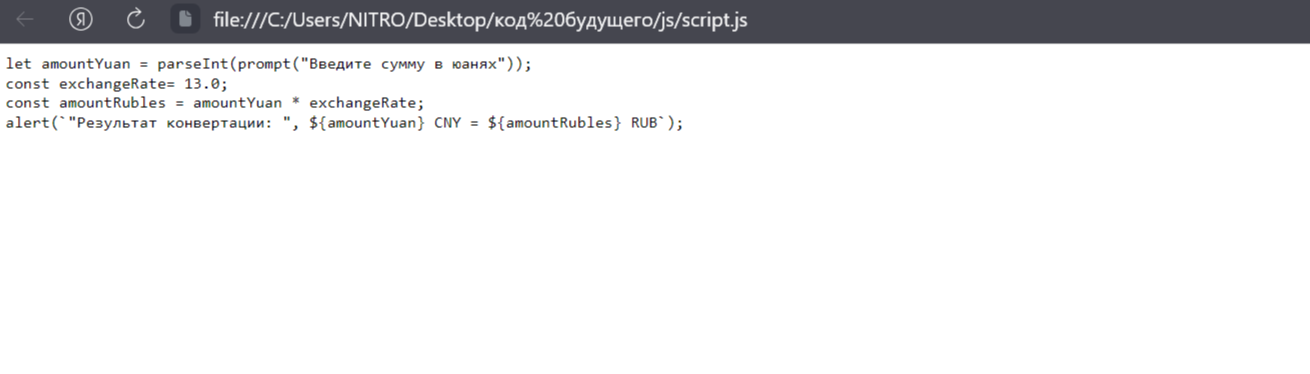 Я file:///C:/Users/NITRO/Desktop/код%20будущего/js/script.js
let amountYuan = parseInt(prompt("Введите сумму в юанях"));
const exchangeRate= 13.0;
const amountRubles = amountYuan * exchangeRate;
alert(`"Результат конвертации: ", ${amountYuan} CNY = ${amountRubles} RUB`);